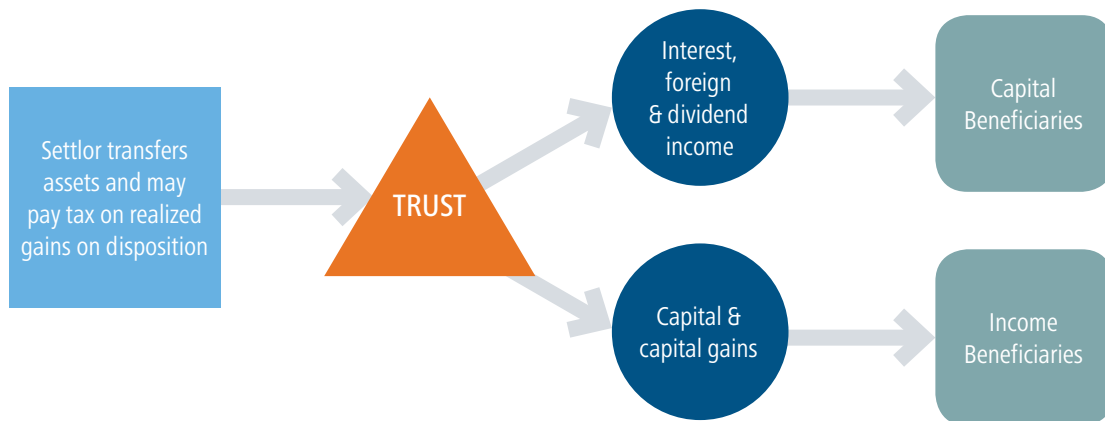 Settlor transfers
assets and may
pay tax on realized
gains on disposition
TRUST
Interest,
foreign
& dividend
income
Capital
Beneficiaries
Capital &
capital gains
Income
Beneficiaries